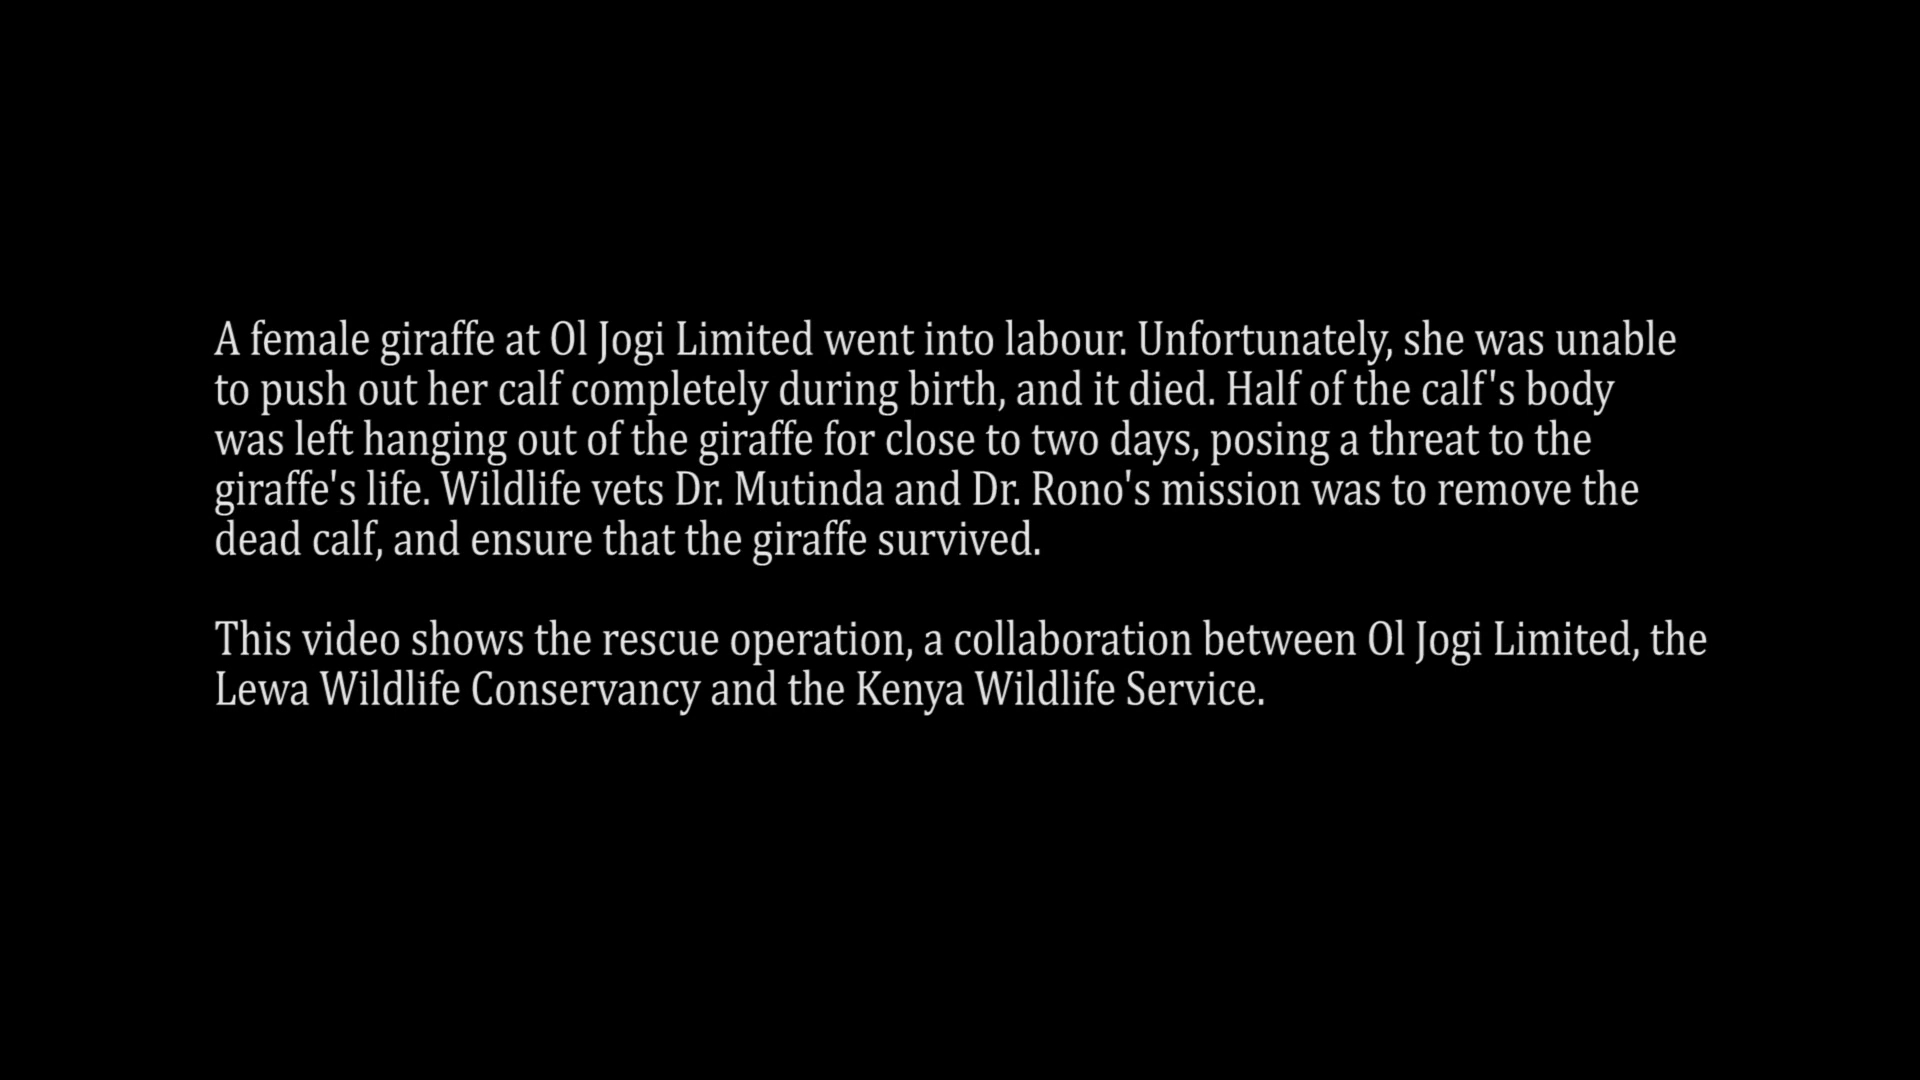 A female giraffe at Ol Jogi Limited went into labour. Unfortunately, she was unable
to push out her calf completely during birth, and it died. Half of the calf's body
was left hanging out of the giraffe for close to two days, posing a threat to the
giraffe's life. Wildlife vets Dr. Mutinda and Dr. Rono's mission was to remove the
dead calf, and ensure that the giraffe survived.
This video shows the rescue operation, a collaboration between Ol Jogi Limited, the
Lewa Wildlife Conservancy and the Kenya Wildlife Service.